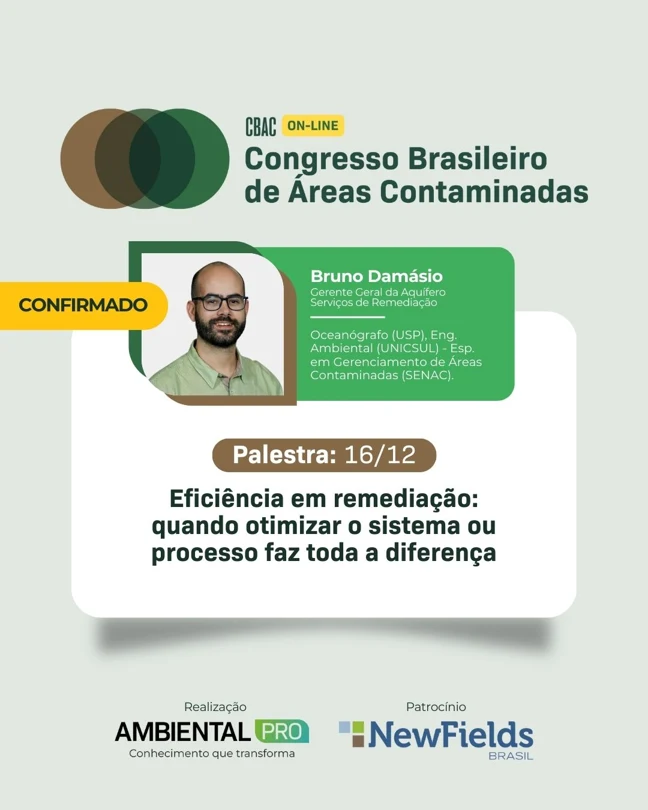 CBAC ON-LINE
Congresso Brasileiro
de Áreas Contaminadas
CONFIRMADO
Bruno Damásio
Gerente Geral da Aquífero
Serviços de Remediação
Oceanógrafo (USP), Eng.
Ambiental (UNICSUL) - Esp.
em Gerenciamento de Áreas
Contaminadas (SENAC).
Palestra: 16/12
Eficiência em remediação:
quando otimizar o sistema ou
processo faz toda a diferença
Realização
AMBIENTAL PRO
Conhecimento que transforma
Patrocínio
NewFields
BRASIL